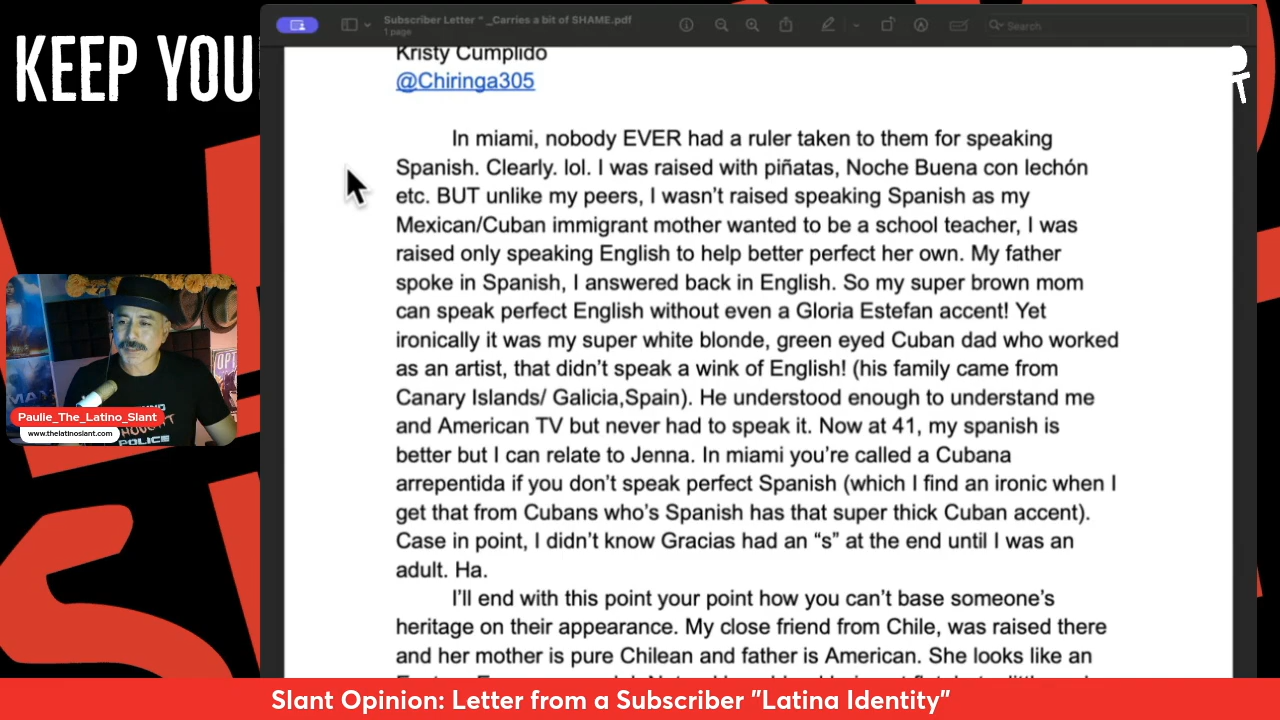 KEEP YOU
Subscriber Letter " _Carries a bit of SHAME.pdf
1 page
Search
Kristy Cumplido
@Chiringa305
In miami, nobody EVER had a ruler taken to them for speaking
Spanish. Clearly. lol. I was raised with piñatas, Noche Buena con lechón
etc. BUT unlike my peers, I wasn't raised speaking Spanish as my
Mexican/Cuban immigrant mother wanted to be a school teacher, I was
raised only speaking English to help better perfect her own. My father
spoke in Spanish, I answered back in English. So my super brown mom
can speak perfect English without even a Gloria Estefan accent! Yet
ironically it was my super white blonde, green eyed Cuban dad who worked
as an artist, that didn't speak a wink of English! (his family came from
Canary Islands/ Galicia,Spain). He understood enough to understand me
and American TV but never had to speak it. Now at 41, my spanish is
better but I can relate to Jenna. In miami you're called a Cubana
arrepentida if you don't speak perfect Spanish (which I find an ironic when I
get that from Cubans who's Spanish has that super thick Cuban accent).
Case in point, I didn't know Gracias had an “s” at the end until I was an
adult. Ha.
I'll end with this point your point how you can't base someone's
heritage on their appearance. My close friend from Chile, was raised there
and her mother is pure Chilean and father is American. She looks like an
Paulie_The_Latino_Slant
www.thelatinoslant.com
THOUGHT
POLICE
Slant Opinion: Letter from a Subscriber "Latina Identity"